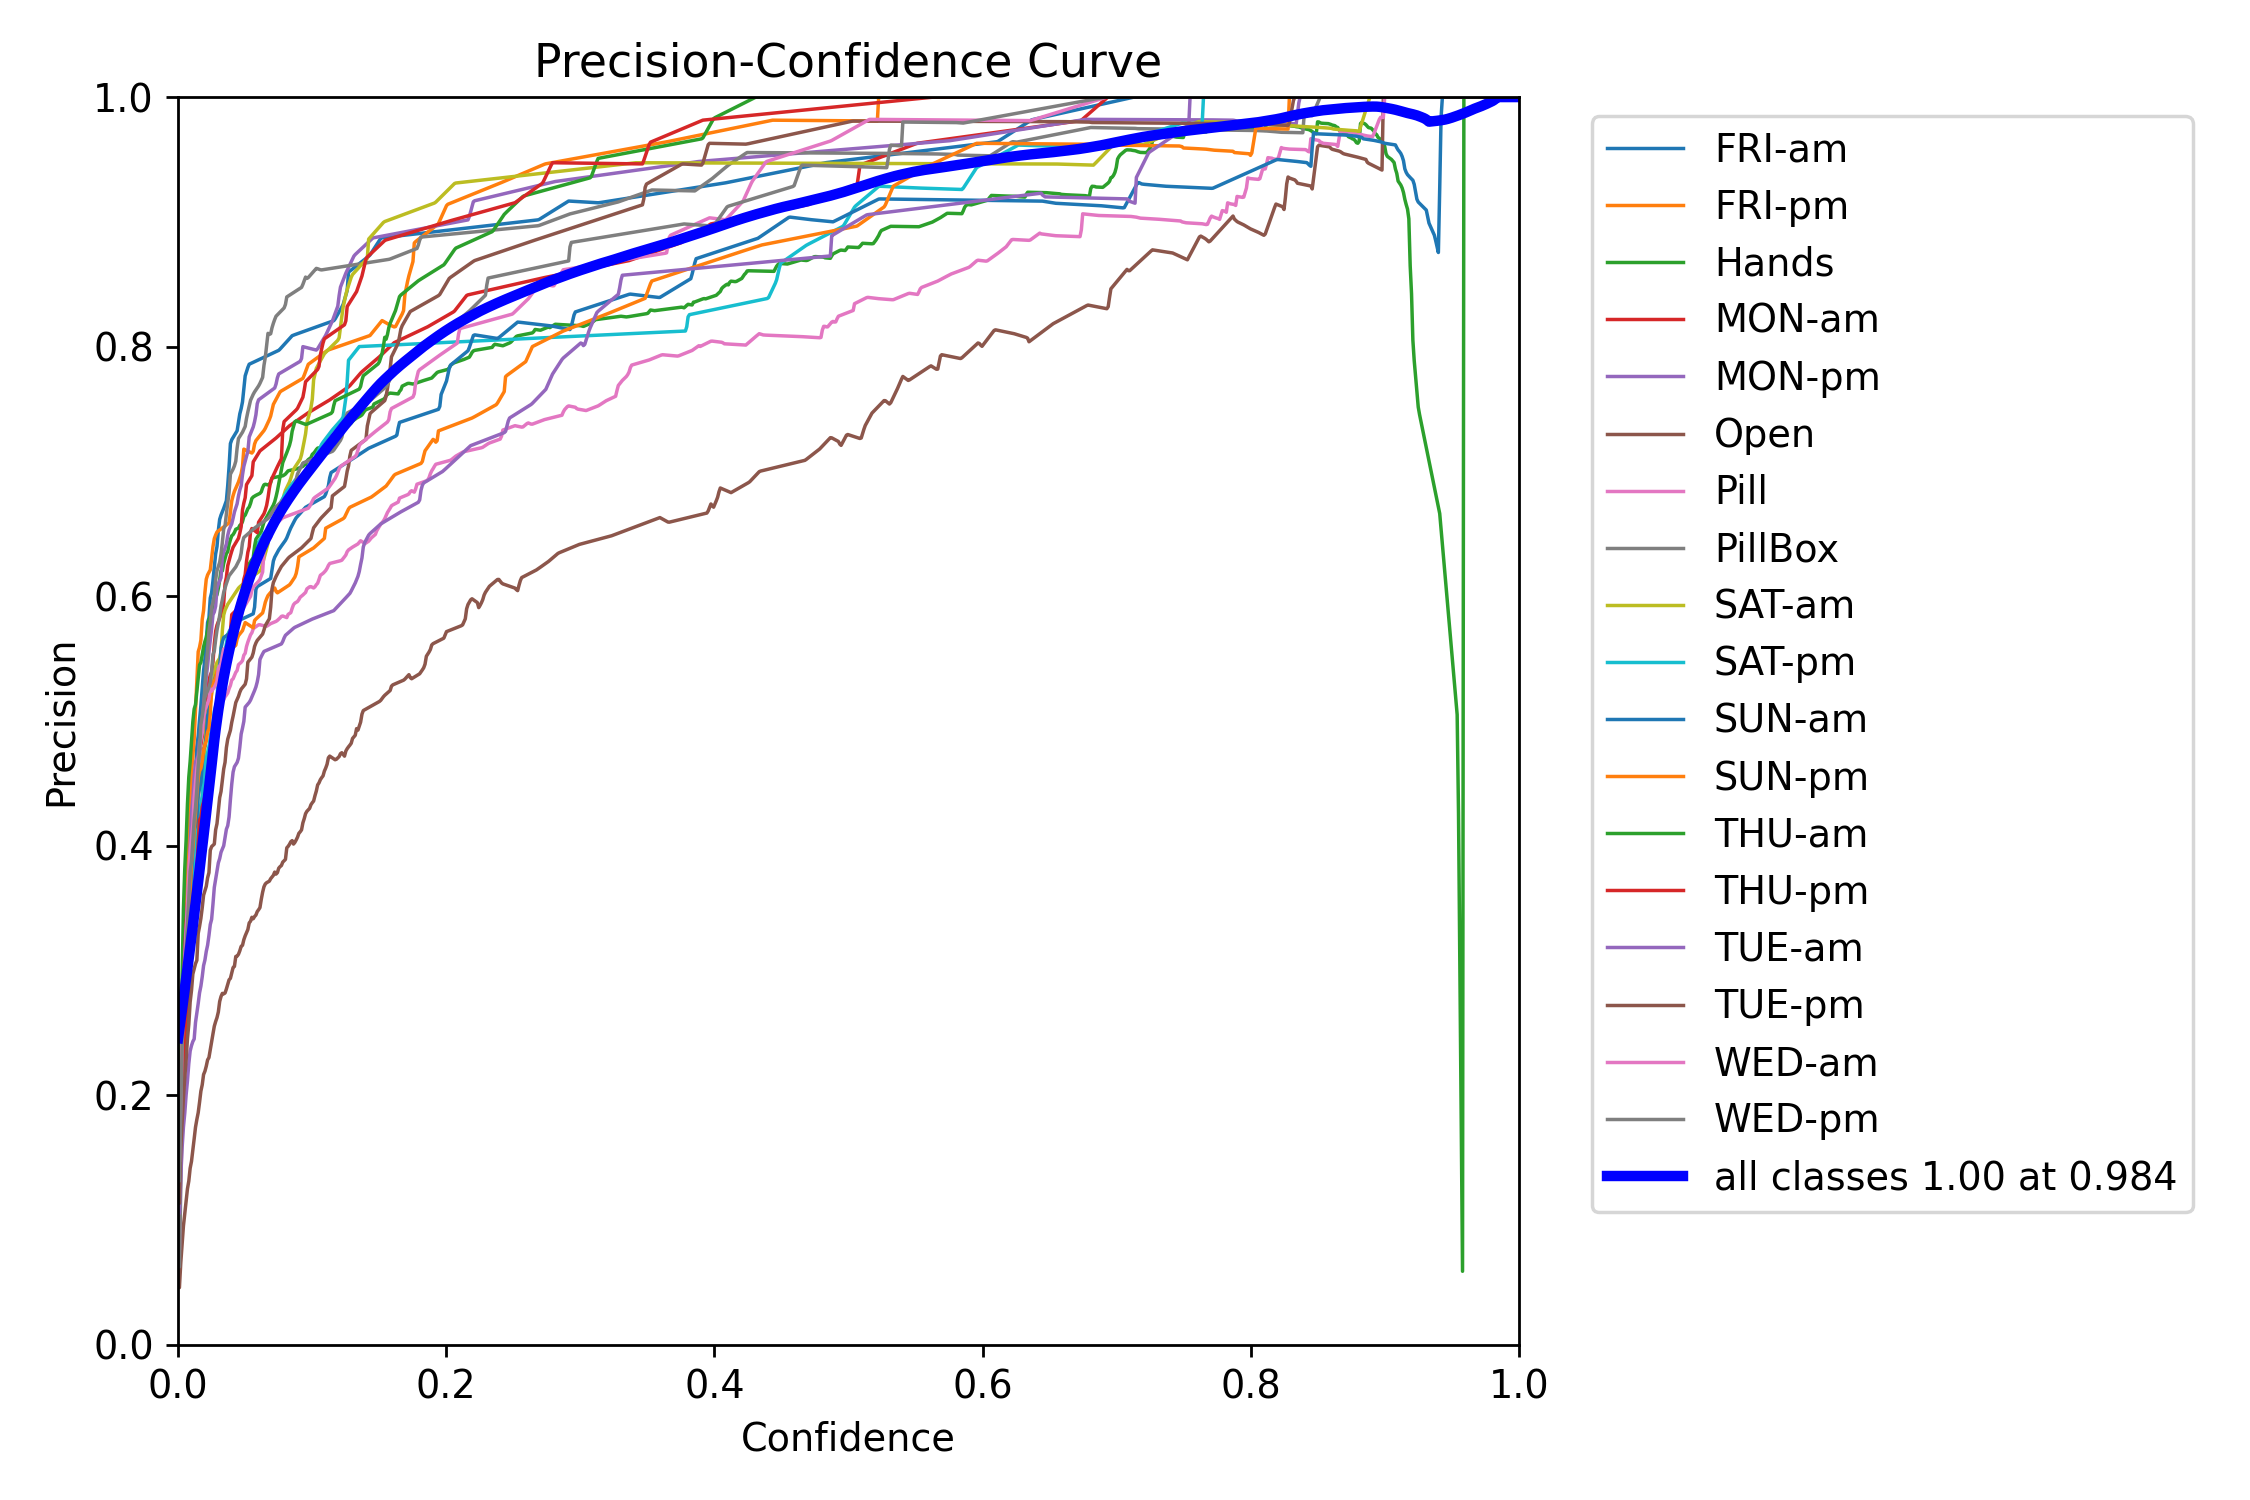 Precision-Confidence Curve
1.0
0.8
0.6
0.4
0.2
0.0
Precision
0.0 0.2 0.4 0.6 0.8 1.0
Confidence
FRI-am
FRI-pm
Hands
MON-am
MON-pm
Open
Pill
PillBox
SAT-am
SAT-pm
SUN-am
SUN-pm
THU-am
THU-pm
TUE-am
TUE-pm
WED-am
WED-pm
all classes 1.00 at 0.984